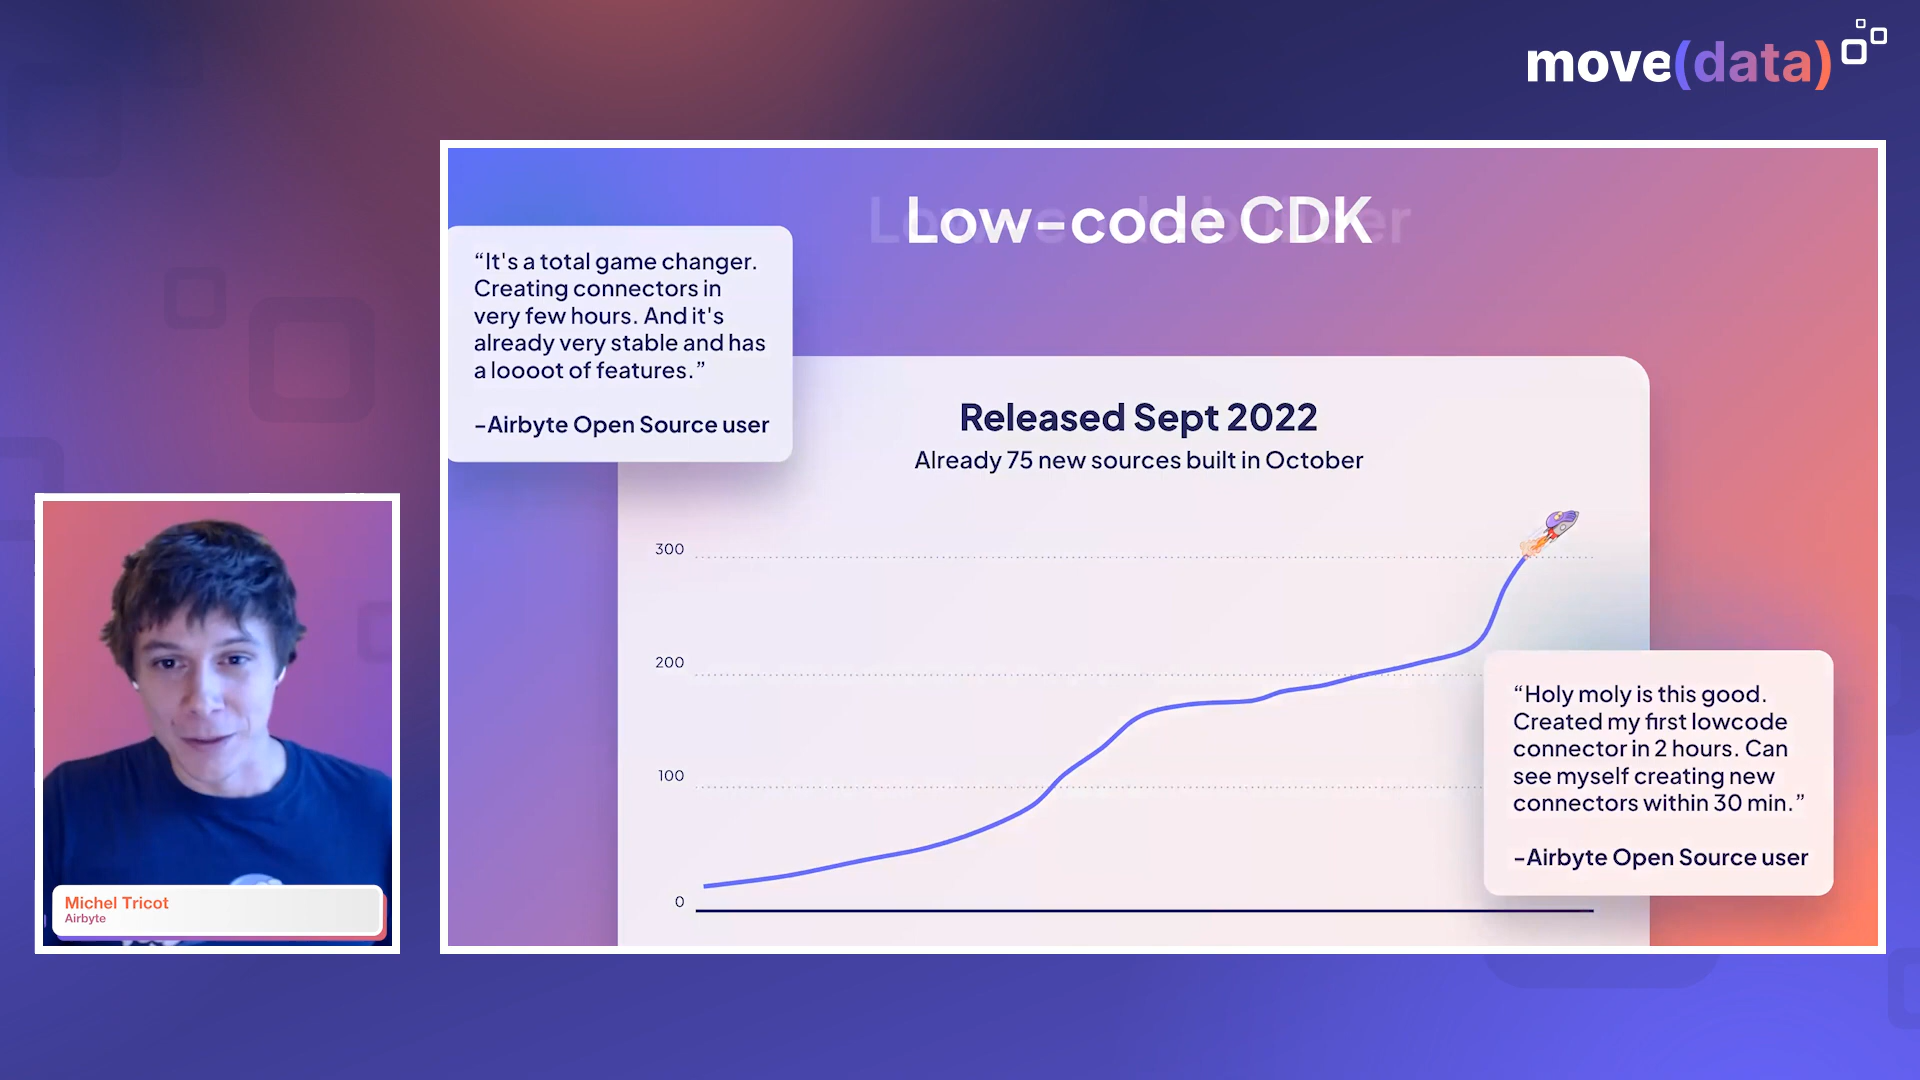 move(data)
Low-code CDK
“It's a total game changer.
Creating connectors in
very few hours. And it's
already very stable and has
a loooot of features.”
-Airbyte Open Source user
Released Sept 2022
Already 75 new sources built in October
300
200
100
0
“Holy moly is this good.
Created my first lowcode
connector in 2 hours. Can
see myself creating new
connectors within 30 min.”
-Airbyte Open Source user
Michel Tricot
Airbyte